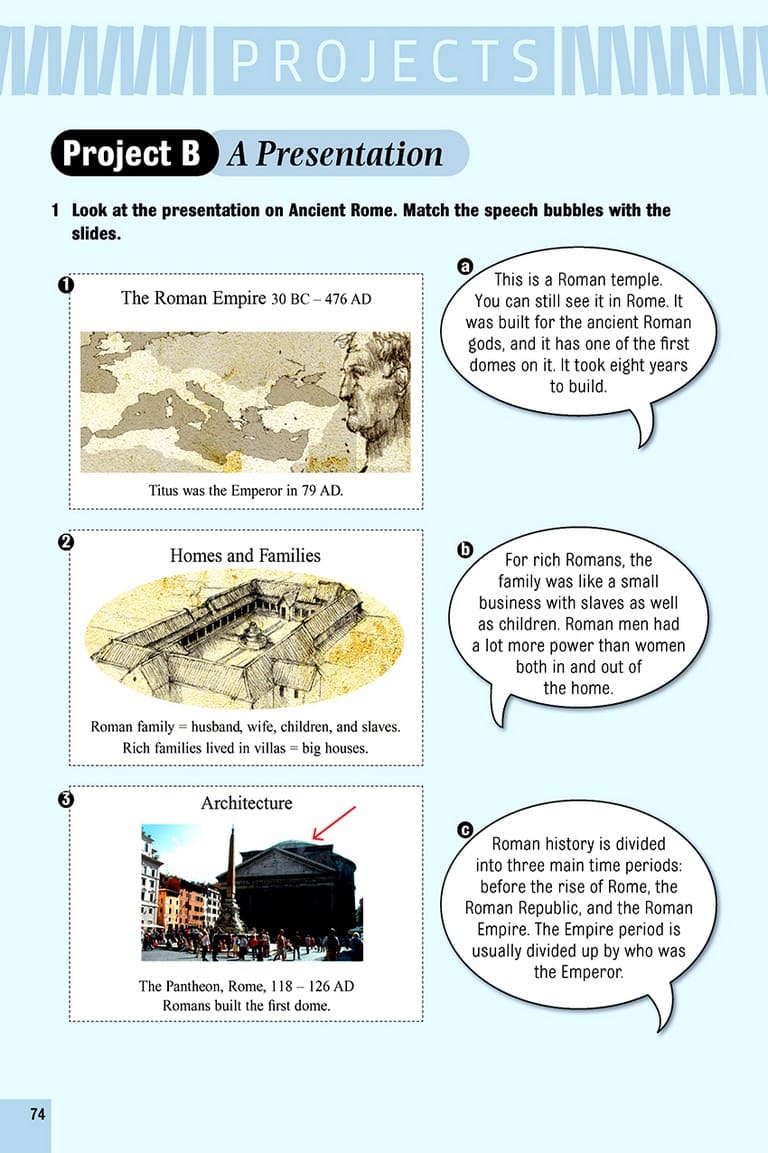 PROJECTS
Project B A Presentation
1 Look at the presentation on Ancient Rome. Match the speech bubbles with the
slides.
1
The Roman Empire 30 BC – 476 AD
Titus was the Emperor in 79 AD.
a
This is a Roman temple.
You can still see it in Rome. It
was built for the ancient Roman
gods, and it has one of the first
domes on it. It took eight years
to build.
2
Homes and Families
Roman family = husband, wife, children, and slaves.
Rich families lived in villas = big houses.
b
For rich Romans, the
family was like a small
business with slaves as well
as children. Roman men had
a lot more power than women
both in and out of
the home.
3
Architecture
The Pantheon, Rome, 118 – 126 AD
Romans built the first dome.
c
Roman history is divided
into three main time periods:
before the rise of Rome, the
Roman Republic, and the Roman
Empire. The Empire period is
usually divided up by who was
the Emperor.
74